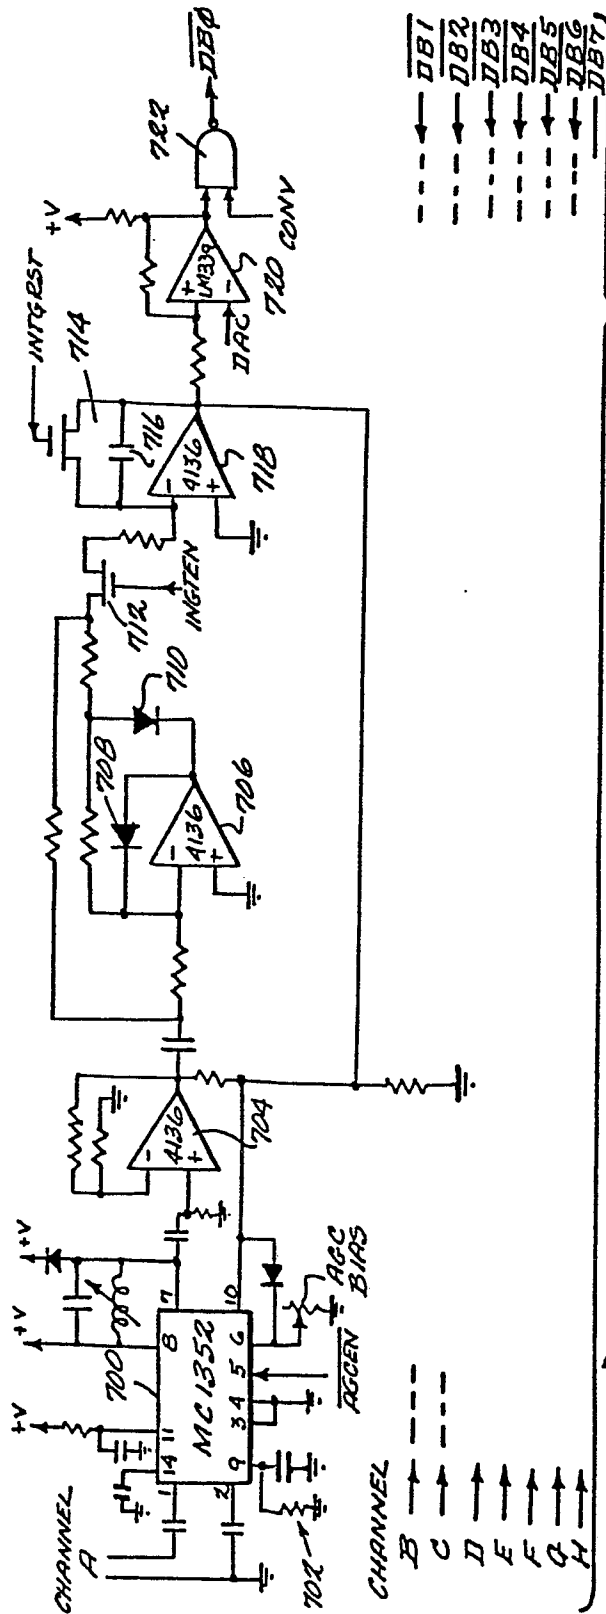 CHANNEL
A
702
1
2
14
11
9
3
4
5
6
8
7
10
700
MC1352
+V
+V
+V
AGCEN
AGC
BIAS
4136
-
+
704
708
4136
-
+
706
710
712
INGTEN
INTGRST
714
716
4136
-
+
718
+V
+
LM339
-
720
DAC
722
CONV
DBØ
CHANNEL
B
C
D
E
F
G
H
DB1
DB2
DB3
DB4
DB5
DB6
DB7